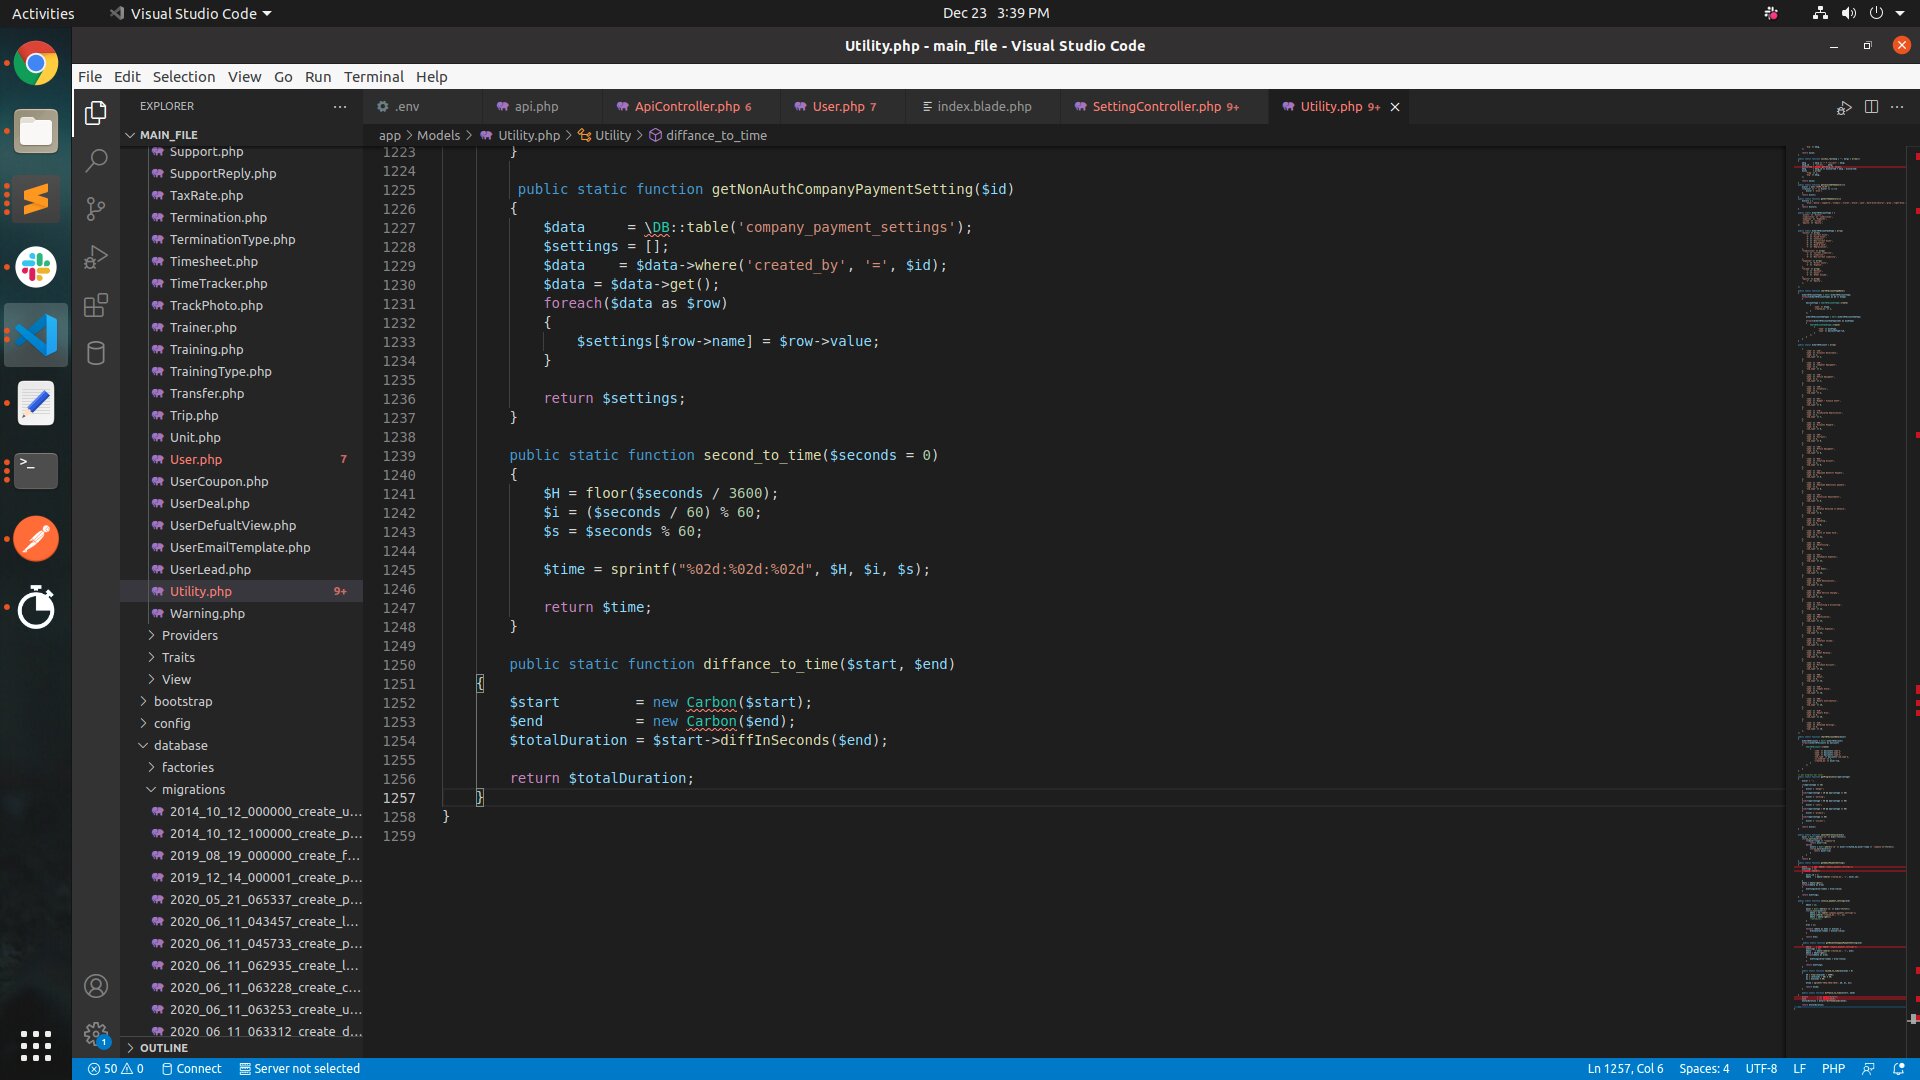 Activities
Visual Studio Code
Dec 23 3:39 PM
Utility.php - main_file - Visual Studio Code
File Edit Selection View Go Run Terminal Help
EXPLORER
.env
api.php
ApiController.php 6
User.php 7
index.blade.php
SettingController.php 9+
Utility.php 9+
MAIN_FILE
app > Models > Utility.php > Utility > diffance_to_time
Support.php
SupportReply.php
TaxRate.php
Termination.php
TerminationType.php
Timesheet.php
TimeTracker.php
TrackPhoto.php
Trainer.php
Training.php
TrainingType.php
Transfer.php
Trip.php
Unit.php
User.php 7
UserCoupon.php
UserDeal.php
UserDefualtView.php
UserEmailTemplate.php
UserLead.php
Utility.php 9+
Warning.php
Providers
Traits
View
bootstrap
config
database
factories
migrations
2014_10_12_000000_create_u...
2014_10_12_100000_create_p...
2019_08_19_000000_create_f...
2019_12_14_000001_create_p...
2020_05_21_065337_create_p...
2020_06_11_043457_create_l...
2020_06_11_045733_create_p...
2020_06_11_062935_create_l...
2020_06_11_063228_create_c...
2020_06_11_063253_create_u...
2020_06_11_063312_create_d...
OUTLINE
1223 }
1224
1225 public static function getNonAuthCompanyPaymentSetting($id)
1226 {
1227 $data = \DB::table('company_payment_settings');
1228 $settings = [];
1229 $data = $data->where('created_by', '=', $id);
1230 $data = $data->get();
1231 foreach($data as $row)
1232 {
1233 $settings[$row->name] = $row->value;
1234 }
1235
1236 return $settings;
1237 }
1238
1239 public static function second_to_time($seconds = 0)
1240 {
1241 $H = floor($seconds / 3600);
1242 $i = ($seconds / 60) % 60;
1243 $s = $seconds % 60;
1244
1245 $time = sprintf("%02d:%02d:%02d", $H, $i, $s);
1246
1247 return $time;
1248 }
1249
1250 public static function diffance_to_time($start, $end)
1251 {
1252 $start = new Carbon($start);
1253 $end = new Carbon($end);
1254 $totalDuration = $start->diffInSeconds($end);
1255
1256 return $totalDuration;
1257 }
1258 }
1259
1
50 0 Connect Server not selected
Ln 1257, Col 6 Spaces: 4 UTF-8 LF PHP